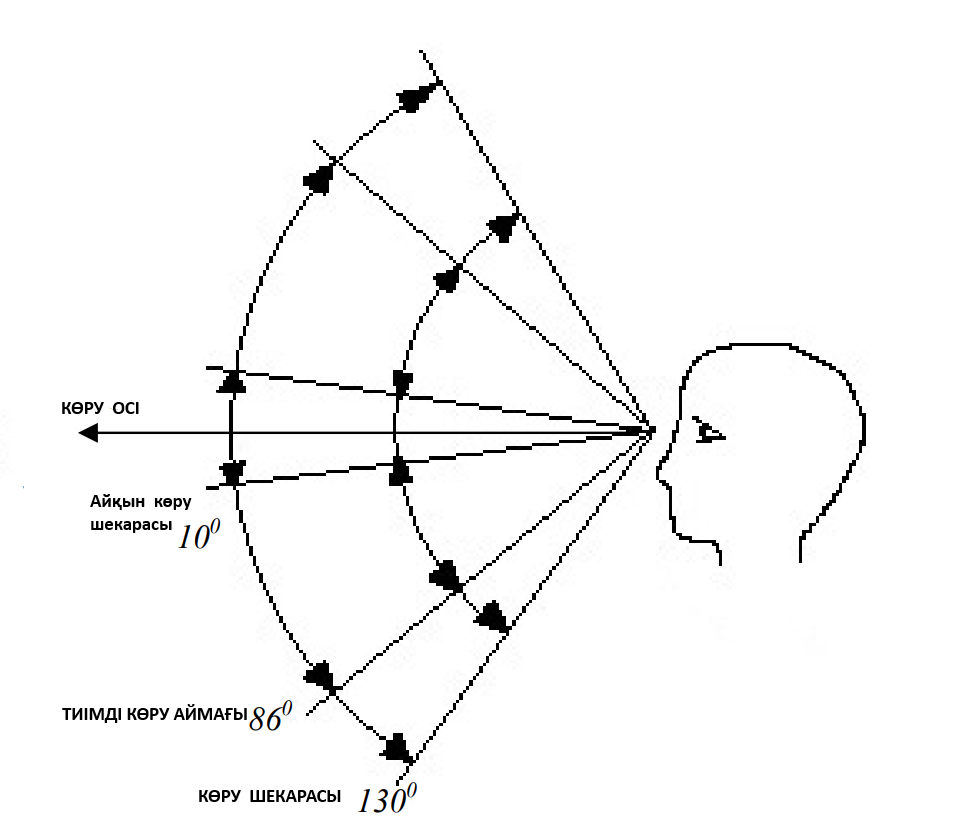 КӨРУ ОСІ
Айқын көру
шекарасы 10⁰
ТИІМДІ КӨРУ АЙМАҒЫ 86⁰
КӨРУ ШЕКАРАСЫ 130⁰